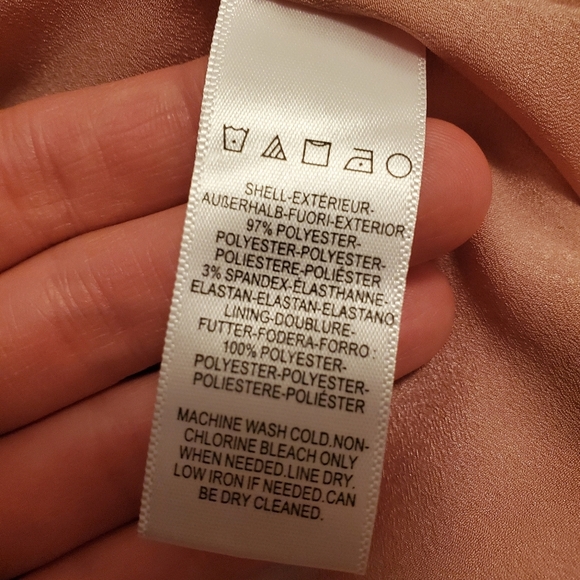 SHELL-EXTÉRIEUR-
AUßERHALB-FUORI-EXTERIOR
97% POLYESTER-
POLYESTER-POLYESTER-
POLIESTERE-POLIÉSTER
3% SPANDEX-ÉLASTHANNE-
ELASTAN-ELASTAN-ELASTANO
LINING-DOUBLURE-
FUTTER-FODERA-FORRO :
100% POLYESTER-
POLYESTER-POLYESTER-
POLIESTERE-POLIÉSTER
MACHINE WASH COLD.NON-
CHLORINE BLEACH ONLY
WHEN NEEDED.LINE DRY.
LOW IRON IF NEEDED.CAN
BE DRY CLEANED.